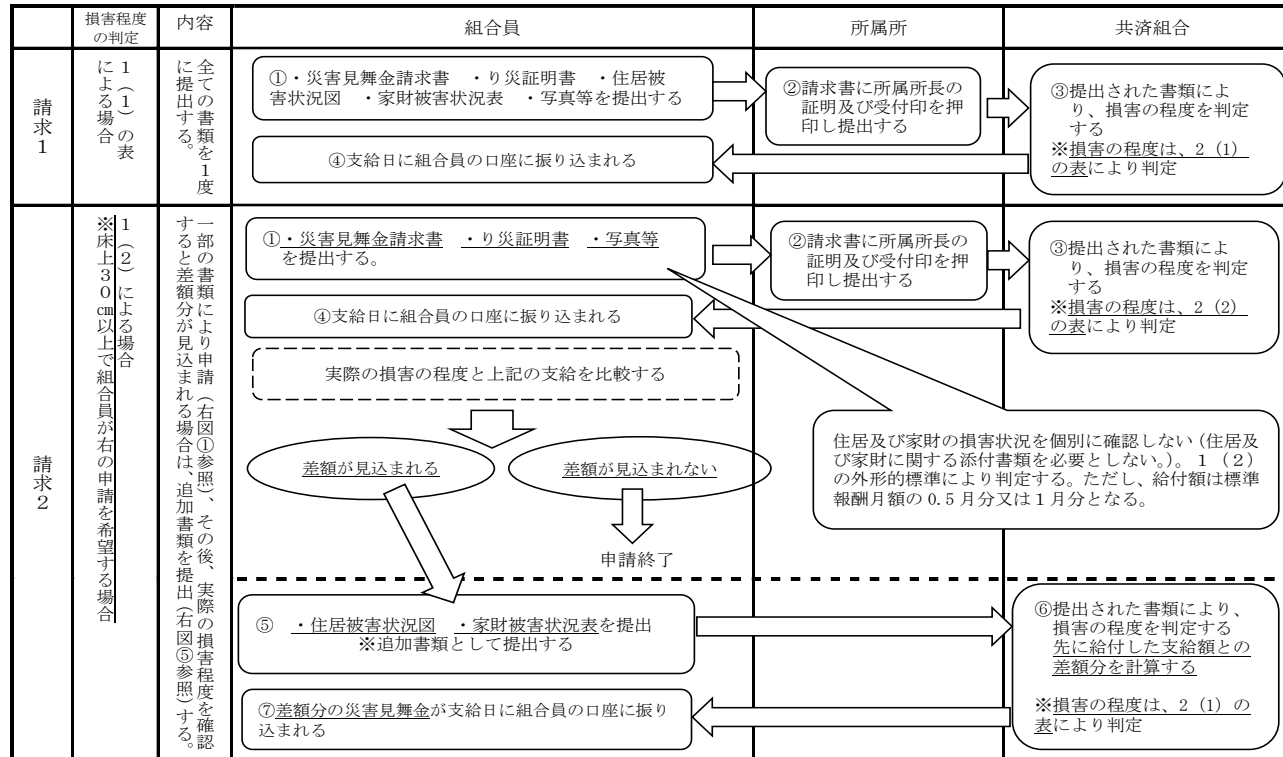 損害程度
の判定
内容
組合員
所属所
共済組合
請求1
1（1）の表
による場合
全ての書類を1度
に提出する。
①・災害見舞金請求書　・り災証明書　・住居被
害状況図　・家財被害状況表　・写真等を提出する
②請求書に所属所長の
証明及び受付印を押
印し提出する
③提出された書類によ
り、損害の程度を判定
する
※損害の程度は、2（1）
の表により判定
④支給日に組合員の口座に振り込まれる
請求2
1（2）による場合
※床上30㎝以上で組合員が右の申請を希望する場合
一部の書類により申請（右図①参照）、その後、実際の損害程度を確認
すると差額分が見込まれる場合は、追加書類を提出（右図⑤参照）する。
①・災害見舞金請求書　・り災証明書　・写真等
を提出する。
②請求書に所属所長の
証明及び受付印を押
印し提出する
③提出された書類によ
り、損害の程度を判定
する
※損害の程度は、2（2）
の表により判定
④支給日に組合員の口座に振り込まれる
実際の損害の程度と上記の支給を比較する
住居及び家財の損害状況を個別に確認しない（住居及
び家財に関する添付書類を必要としない。）。1　（2）
の外形的標準により判定する。ただし、給付額は標準
報酬月額の0.5月分又は1月分となる。
差額が見込まれる
差額が見込まれない
申請終了
⑤　・住居被害状況図　・家財被害状況表を提出
※追加書類として提出する
⑥提出された書類により、
損害の程度を判定する
先に給付した支給額との
差額分を計算する
※損害の程度は、2（1）の
表により判定
⑦差額分の災害見舞金が支給日に組合員の口座に振り
込まれる